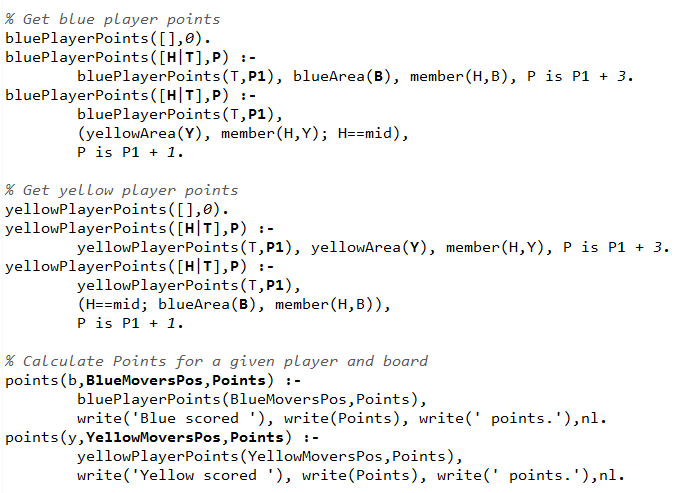 % Get blue player points
bluePlayerPoints([],0).
bluePlayerPoints([H|T],P) :-
        bluePlayerPoints(T,P1), blueArea(B), member(H,B), P is P1 + 3.
bluePlayerPoints([H|T],P) :-
        bluePlayerPoints(T,P1),
        (yellowArea(Y), member(H,Y); H==mid),
        P is P1 + 1.

% Get yellow player points
yellowPlayerPoints([],0).
yellowPlayerPoints([H|T],P) :-
        yellowPlayerPoints(T,P1), yellowArea(Y), member(H,Y), P is P1 + 3.
yellowPlayerPoints([H|T],P) :-
        yellowPlayerPoints(T,P1),
        (H==mid; blueArea(B), member(H,B)),
        P is P1 + 1.

% Calculate Points for a given player and board
points(b,BlueMoversPos,Points) :-
        bluePlayerPoints(BlueMoversPos,Points),
        write('Blue scored '), write(Points), write(' points.'),nl.
points(y,YellowMoversPos,Points) :-
        yellowPlayerPoints(YellowMoversPos,Points),
        write('Yellow scored '), write(Points), write(' points.'),nl.